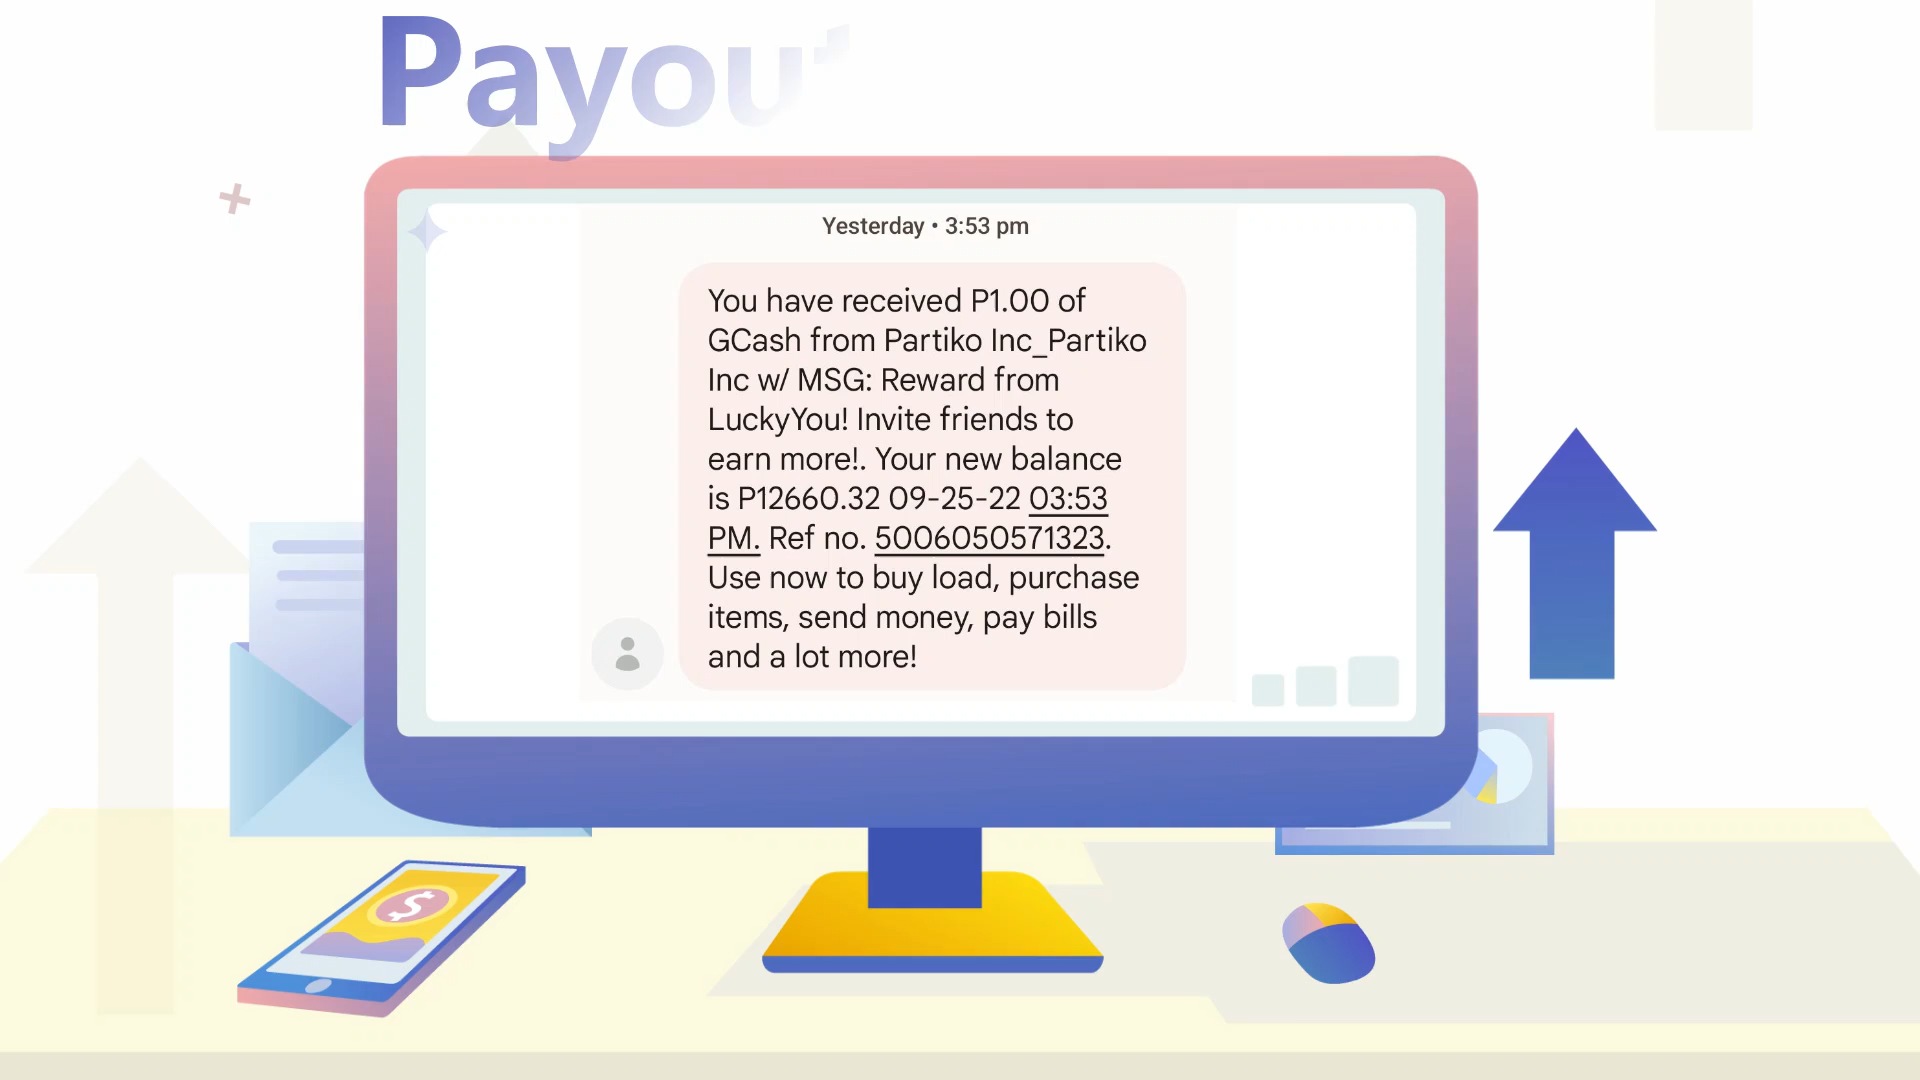 Payout
Yesterday • 3:53 pm
You have received P1.00 of
GCash from Partiko Inc_Partiko
Inc w/ MSG: Reward from
LuckyYou! Invite friends to
earn more!. Your new balance
is P12660.32 09-25-22 03:53
PM. Ref no. 5006050571323.
Use now to buy load, purchase
items, send money, pay bills
and a lot more!
$